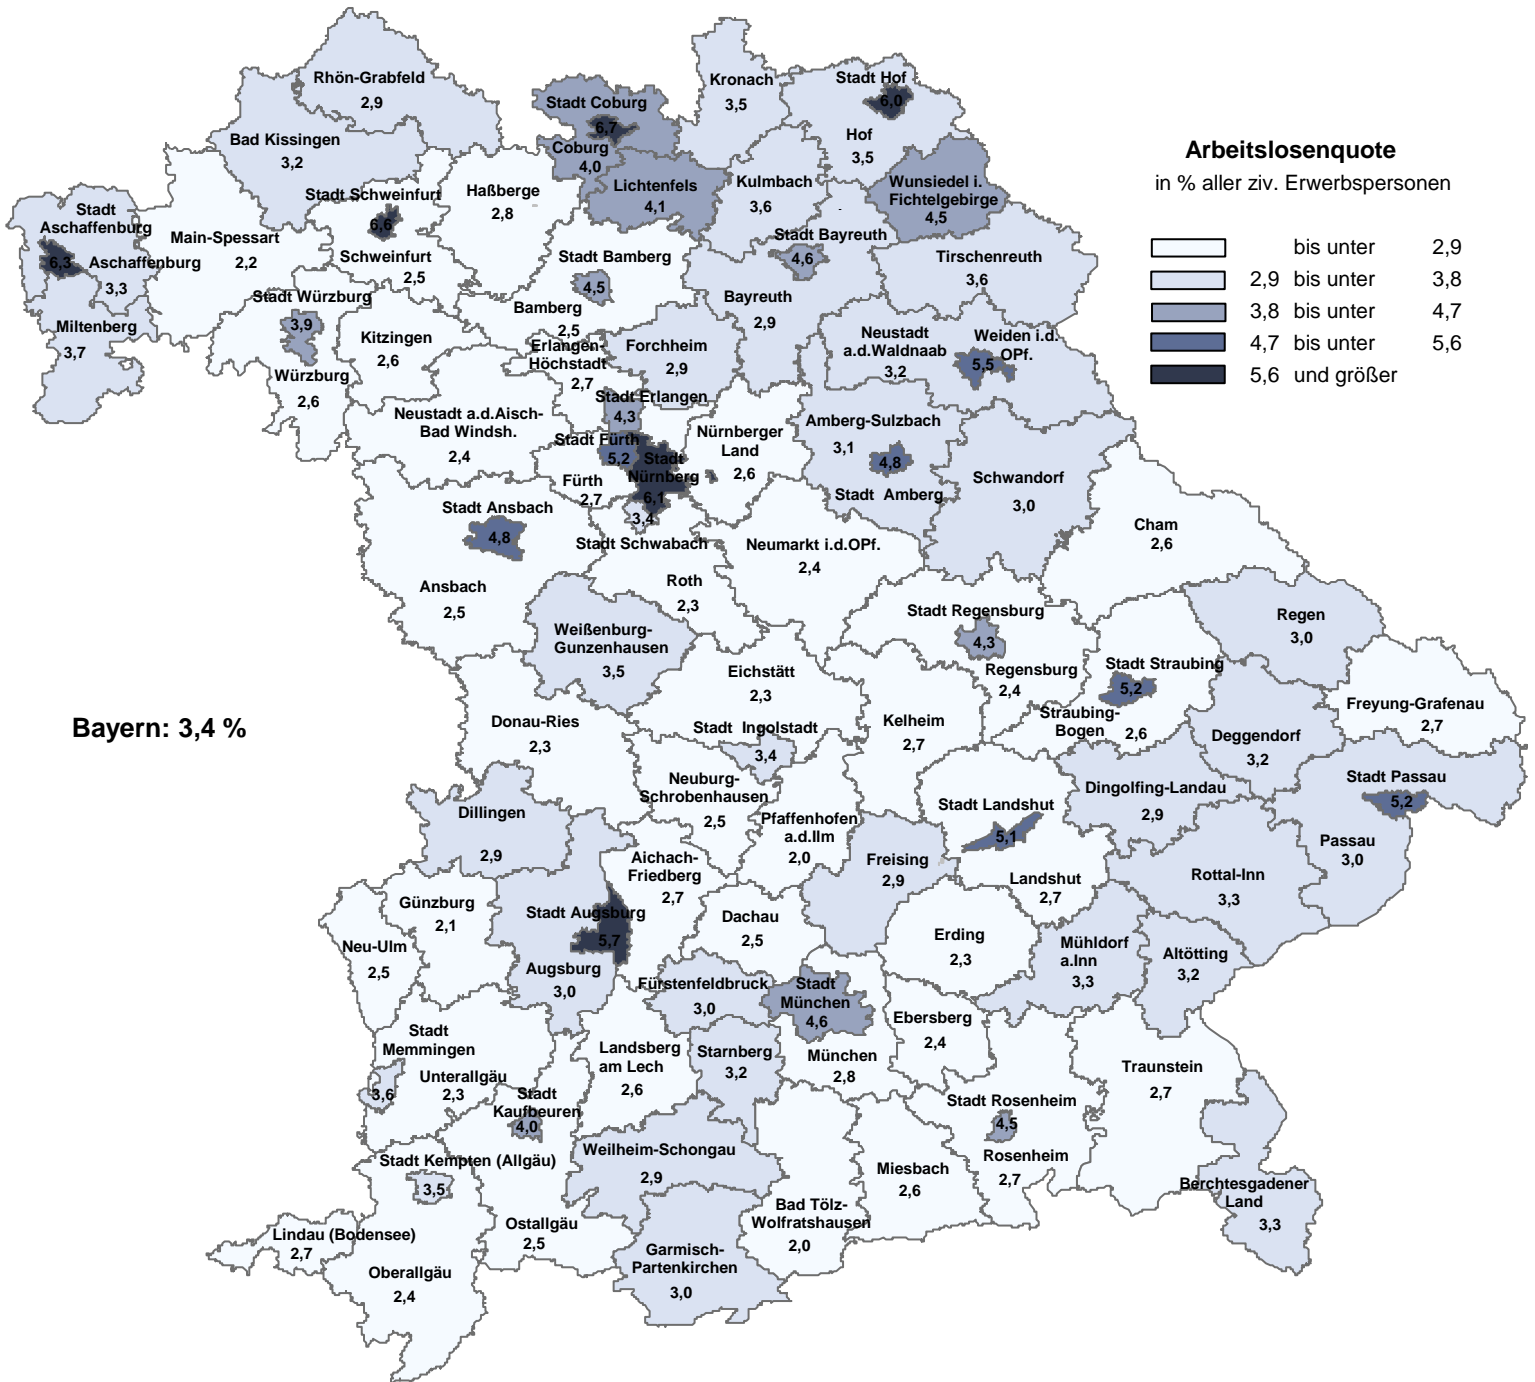 Rhön-Grabfeld
2,9
Bad Kissingen
3,2
Stadt Coburg
6,7
Coburg
4,0
Kronach
3,5
Stadt Hof
6,0
Hof
3,5
Lichtenfels
4,1
Kulmbach
3,6
Wunsiedel i.
Fichtelgebirge
4,5
Arbeitslosenquote
in % aller ziv. Erwerbspersonen
bis unter 2,9
2,9 bis unter 3,8
3,8 bis unter 4,7
4,7 bis unter 5,6
5,6 und größer
Stadt
Aschaffenburg
6,3
Aschaffenburg
3,3
Main-Spessart
2,2
Stadt Schweinfurt
6,6
Schweinfurt
2,5
Haßberge
2,8
Stadt Bamberg
4,5
Bamberg
2,5
Stadt Bayreuth
4,6
Bayreuth
2,9
Tirschenreuth
3,6
Miltenberg
3,7
Stadt Würzburg
3,9
Würzburg
2,6
Kitzingen
2,6
Erlangen-
Höchstadt
2,7
Forchheim
2,9
Neustadt
a.d.Waldnaab
3,2
Weiden i.d.
OPf.
5,5
Neustadt a.d.Aisch-
Bad Windsh.
2,4
Stadt Erlangen
4,3
Stadt Fürth
5,2
Fürth
2,7
Stadt
Nürnberg
6,1
Nürnberger
Land
2,6
Amberg-Sulzbach
3,1
4,8
Stadt Amberg
Schwandorf
3,0
Cham
2,6
Stadt Ansbach
4,8
Ansbach
2,5
3,4
Stadt Schwabach
Roth
2,3
Neumarkt i.d.OPf.
2,4
Weißenburg-
Gunzenhausen
3,5
Eichstätt
2,3
Stadt Regensburg
4,3
Regensburg
2,4
Stadt Straubing
5,2
Straubing-
Bogen
2,6
Regen
3,0
Freyung-Grafenau
2,7
Bayern: 3,4 %
Donau-Ries
2,3
Stadt Ingolstadt
3,4
Kelheim
2,7
Deggendorf
3,2
Neuburg-
Schrobenhausen
2,5
Pfaffenhofen
a.d.Ilm
2,0
Stadt Landshut
5,1
Landshut
2,7
Dingolfing-Landau
2,9
Stadt Passau
5,2
Passau
3,0
Rottal-Inn
3,3
Dillingen
2,9
Aichach-
Friedberg
2,7
Freising
2,9
Günzburg
2,1
Neu-Ulm
2,5
Stadt Augsburg
5,7
Augsburg
3,0
Dachau
2,5
Erding
2,3
Mühldorf
a.Inn
3,3
Altötting
3,2
Fürstenfeldbruck
3,0
Stadt
München
4,6
München
2,8
Ebersberg
2,4
Stadt
Memmingen
3,6
Unterallgäu
2,3
Landsberg
am Lech
2,6
Starnberg
3,2
Traunstein
2,7
Stadt
Kaufbeuren
4,0
Stadt Rosenheim
4,5
Rosenheim
2,7
Stadt Kempten (Allgäu)
3,5
Weilheim-Schongau
2,9
Miesbach
2,6
Bad Tölz-
Wolfratshausen
2,0
Berchtesgadener
Land
3,3
Lindau (Bodensee)
2,7
Oberallgäu
2,4
Ostallgäu
2,5
Garmisch-
Partenkirchen
3,0